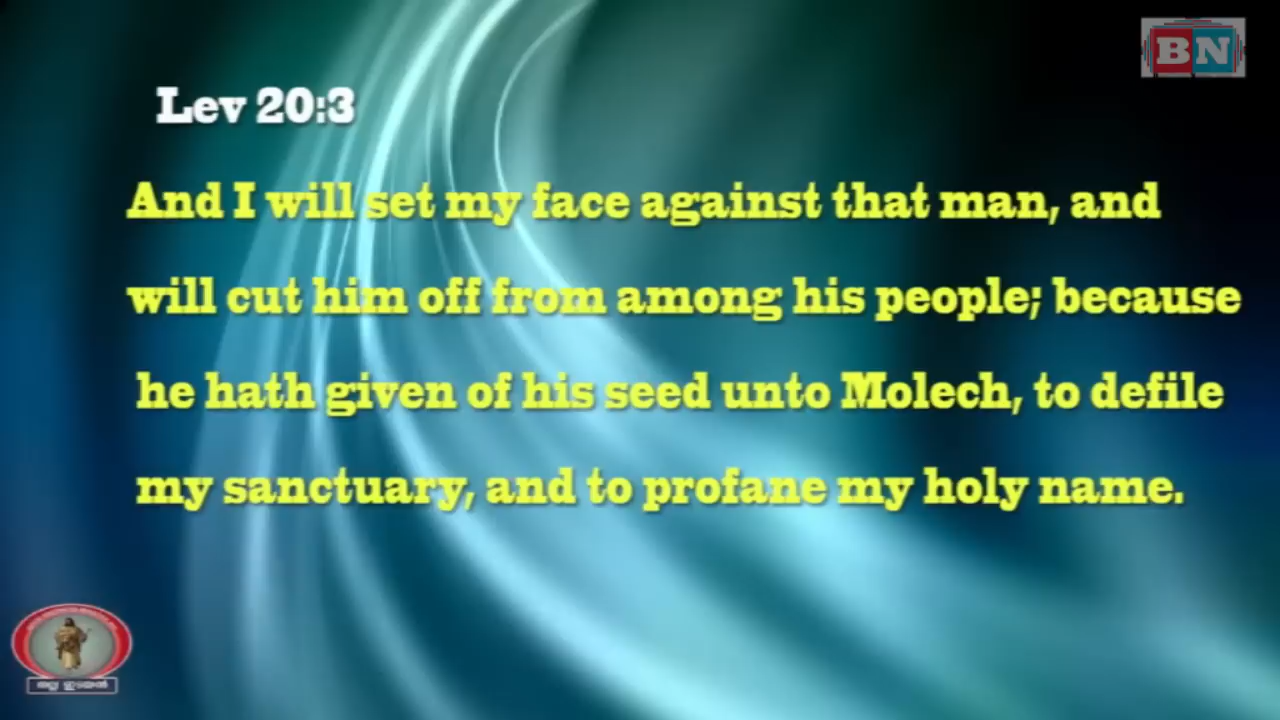 BN
Lev 20:3
And I will set my face against that man, and
will cut him off from among his people; because
he hath given of his seed unto Molech, to defile
my sanctuary, and to profane my holy name.